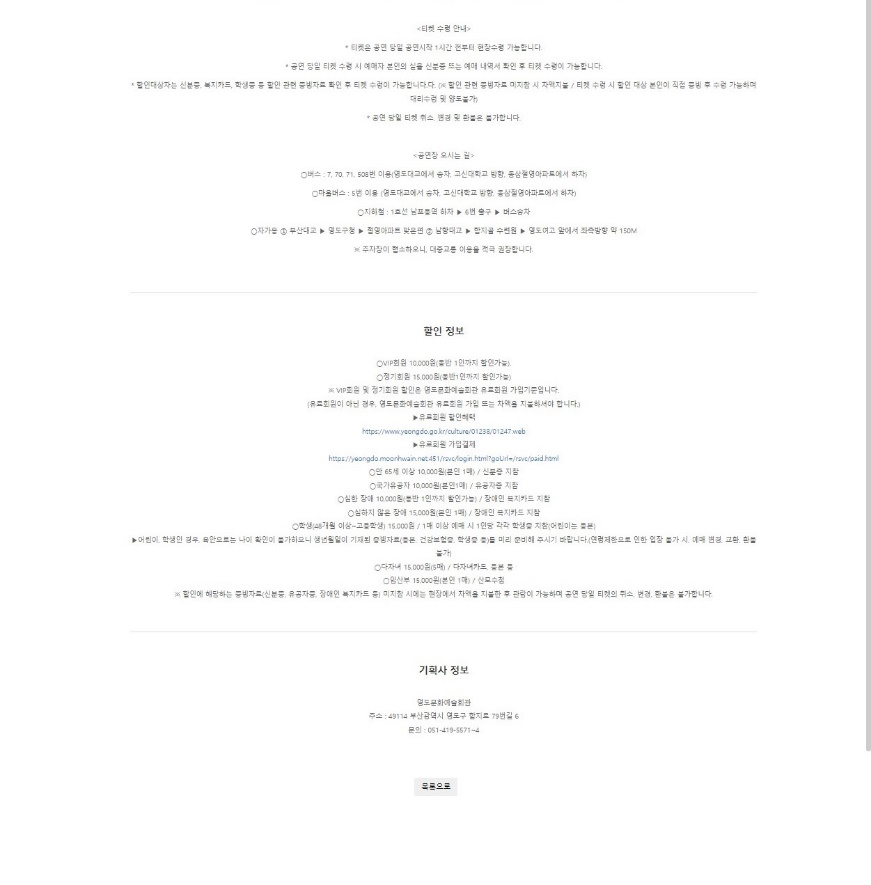 <티켓 수령 안내>
* 티켓은 공연 당일 공연시작 1시간 전부터 현장수령 가능합니다.
* 공연 당일 티켓 수령 시 예매자 본인의 실물 신분증 또는 예매 내역서 확인 후 티켓 수령이 가능합니다.
* 할인대상자는 신분증, 복지카드, 학생증 등 할인 관련 증빙자료 확인 후 티켓 수령이 가능합니다.다. (※ 할인 관련 증빙자료 미지참 시 차액지불 / 티켓 수령 시 할인 대상 본인이 직접 증빙 후 수령 가능하며
대리수령 및 양도불가)
* 공연 당일 티켓 취소, 변경 및 환불은 불가합니다.
<공연장 오시는 길>
○버스 : 7, 70, 71, 508번 이용(영도대교에서 승차, 고신대학교 방향, 동삼절영아파트에서 하차)
○마을버스 : 5번 이용 (영도대교에서 승차, 고신대학교 방향, 동삼절영아파트에서 하차)
○지하철 : 1호선 남포동역 하차 ▶ 6번 출구 ▶ 버스승차
○자가용 ① 부산대교 ▶ 영도구청 ▶ 절영아파트 맞은편 ② 남항대교 ▶ 함지골 수련원 ▶ 영도여고 앞에서 좌측방향 약 150M
※ 주차장이 협소하오니, 대중교통 이용을 적극 권장합니다.
할인 정보
○VIP회원 10,000원(동반 1인까지 할인가능)
○정기회원 15,000원(동반1인까지 할인가능)
※ VIP회원 및 정기회원 할인은 영도문화예술회관 유료회원 가입기준입니다.
(유료회원이 아닌 경우, 영도문화예술회관 유료회원 가입 또는 차액을 지불하셔야 합니다.)
▶유료회원 할인혜택
https://www.yeongdo.go.kr/culture/01238/01247.web
▶유료회원 가입결제
https://yeongdo.moonhwain.net:451/rsvc/login.html?goUrl=/rsvc/paid.html
○만 65세 이상 10,000원(본인 1매) / 신분증 지참
○국가유공자 10,000원(본인1매) / 유공자증 지참
○심한 장애 10,000원(동반 1인까지 할인가능) / 장애인 복지카드 지참
○심하지 않은 장애 15,000원(본인 1매) / 장애인 복지카드 지참
○학생(48개월 이상~고등학생) 15,000원 / 1매 이상 예매 시 1인당 각각 학생증 지참(어린이는 등본)
▶어린이, 학생인 경우, 육안으로는 나이 확인이 불가하오니 생년월일이 기재된 증빙자료(등본, 건강보험증, 학생증 등)를 미리 준비해 주시기 바랍니다.(연령제한으로 인한 입장 불가 시, 예매 변경, 교환, 환불
불가)
○다자녀 15,000원(5매) / 다자녀카드, 등본 등
○임산부 15,000원(본인 1매) / 산모수첩
※ 할인에 해당하는 증빙자료(신분증, 유공자증, 장애인 복지카드 등) 미지참 시에는 현장에서 차액을 지불한 후 관람이 가능하며 공연 당일 티켓의 취소, 변경, 환불은 불가합니다.
기획사 정보
영도문화예술회관
주소 : 49114 부산광역시 영도구 함지로 79번길 6
문의 : 051-419-5571~4
목록으로